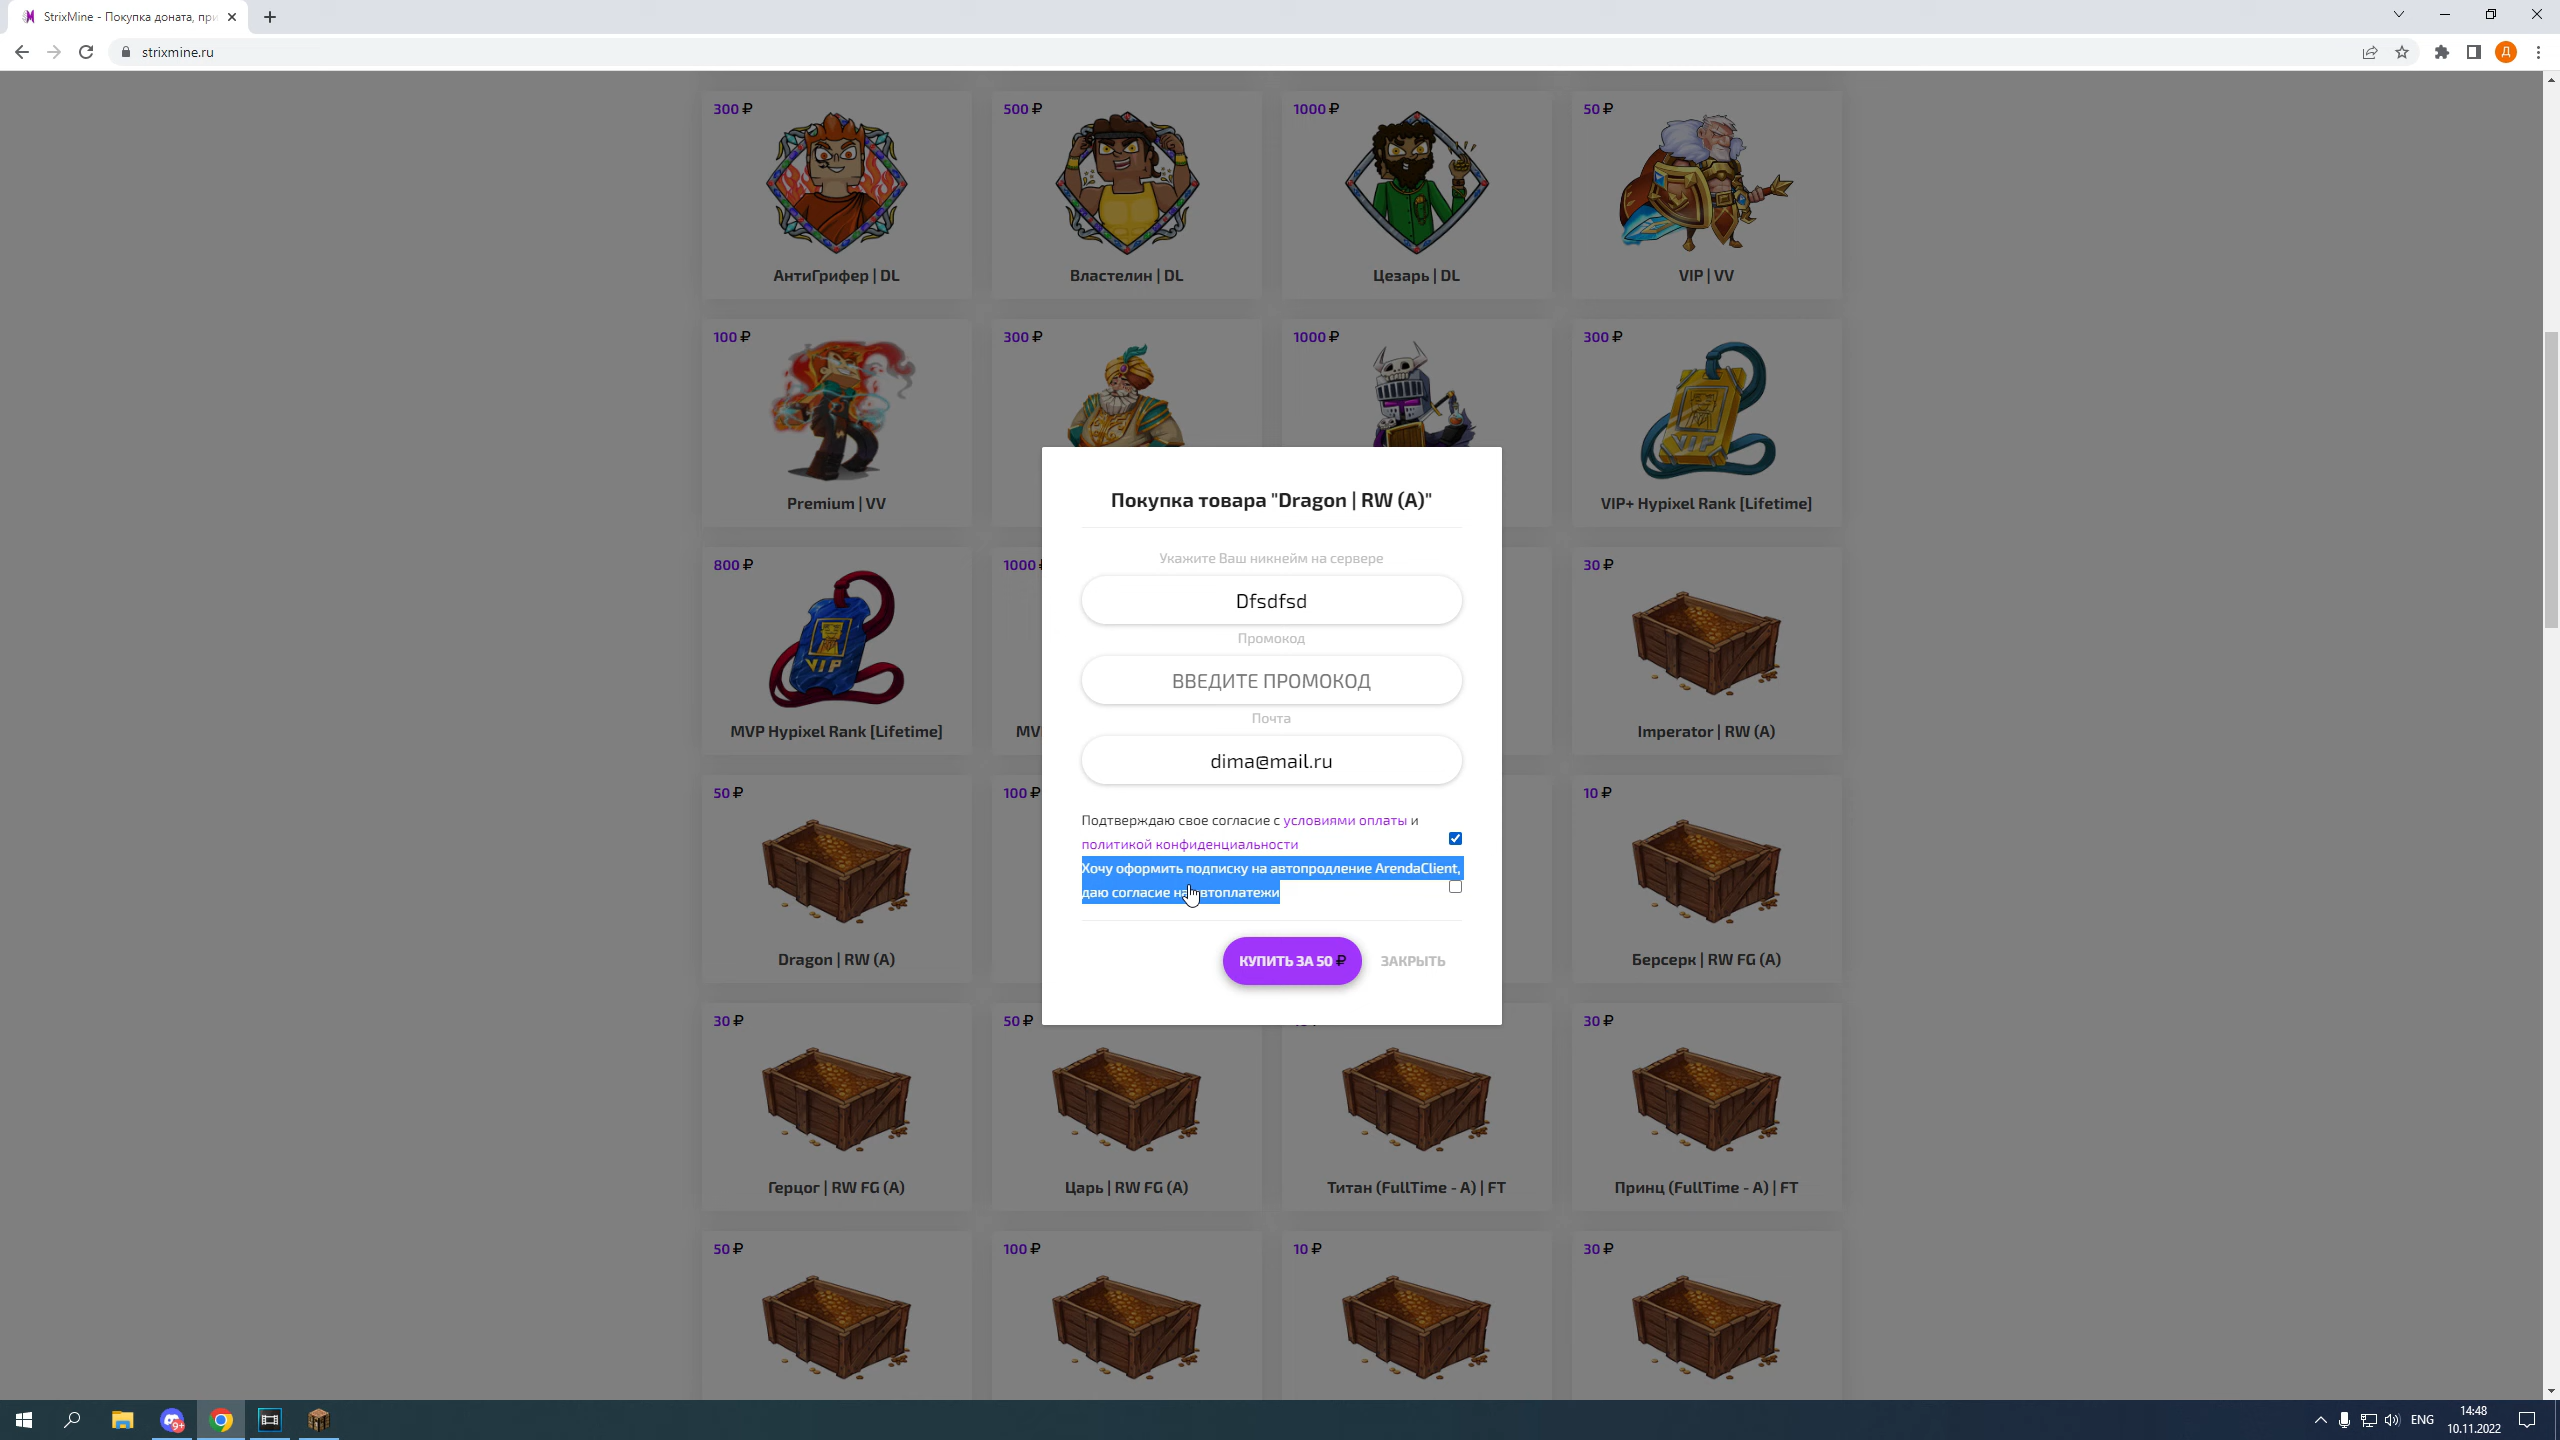 StrixMine - Покупка доната, при
strixmine.ru
300 ₽
500 ₽
1000 ₽
50 ₽
АнтиГрифер | DL
Властелин | DL
Цезарь | DL
VIP | VV
100 ₽
300 ₽
1000 ₽
300 ₽
VIP
Premium | VV
VIP+ Hypixel Rank [Lifetime]
Покупка товара "Dragon | RW (A)"
Укажите Ваш никнейм на сервере
Dfsdfsd
Промокод
ВВЕДИТЕ ПРОМОКОД
Почта
dima@mail.ru
Подтверждаю свое согласие с условиями оплаты и
политикой конфиденциальности
Хочу оформить подписку на автопродление ArendaClient,
даю согласие на автоплатежи
КУПИТЬ ЗА 50 ₽
ЗАКРЫТЬ
800 ₽
1000
30 ₽
VIP
MVP Hypixel Rank [Lifetime]
MV
Imperator | RW (A)
50 ₽
100 ₽
10 ₽
Dragon | RW (A)
Берсерк | RW FG (A)
30 ₽
50 ₽
30 ₽
Герцог | RW FG (A)
Царь | RW FG (A)
Титан (FullTime - A) | FT
Принц (FullTime - A) | FT
50 ₽
100 ₽
10 ₽
30 ₽
9+
ENG
14:48
10.11.2022
Д